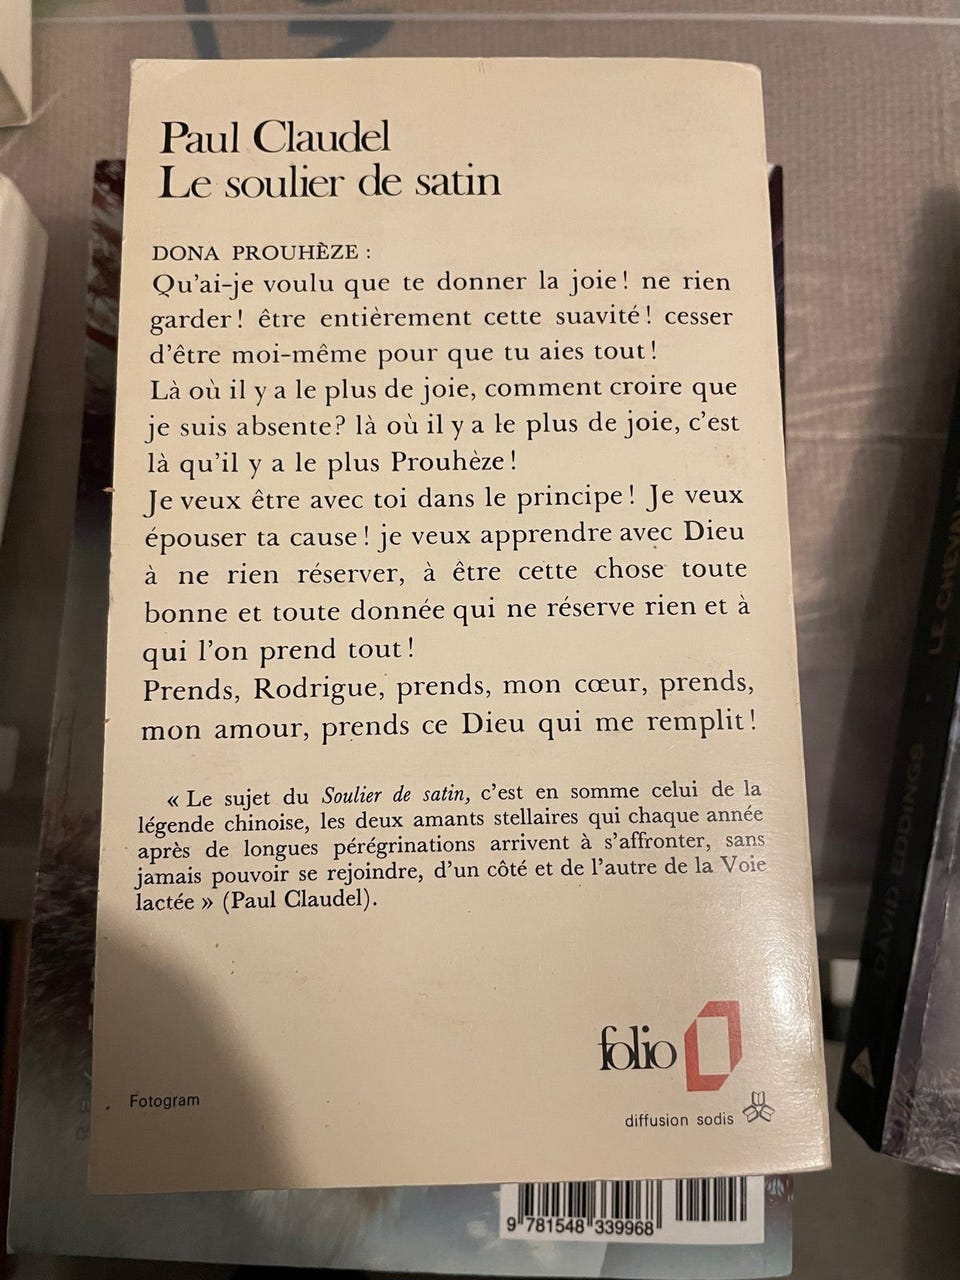 Paul Claudel
Le soulier de satin
DONA PROUHÈZE :
Qu'ai-je voulu que te donner la joie! ne rien
garder! être entièrement cette suavité! cesser
d'être moi-même pour que tu aies tout!
Là où il y a le plus de joie, comment croire que
je suis absente? là où il y a le plus de joie, c'est
là qu'il y a le plus Prouhèze!
Je veux être avec toi dans le principe! Je veux
épouser ta cause! je veux apprendre avec Dieu
à ne rien réserver, à être cette chose toute
bonne et toute donnée qui ne réserve rien et à
qui l'on prend tout!
Prends, Rodrigue, prends, mon cœur, prends,
mon amour, prends ce Dieu qui me remplit!
« Le sujet du Soulier de satin, c'est en somme celui de la
légende chinoise, les deux amants stellaires qui chaque année
après de longues pérégrinations arrivent à s'affronter, sans
jamais pouvoir se rejoindre, d'un côté et de l'autre de la Voie
lactée » (Paul Claudel).
folio
Fotogram
diffusion sodis
9 781548 339968
DAVID EDDINGS • LE CHEVAL